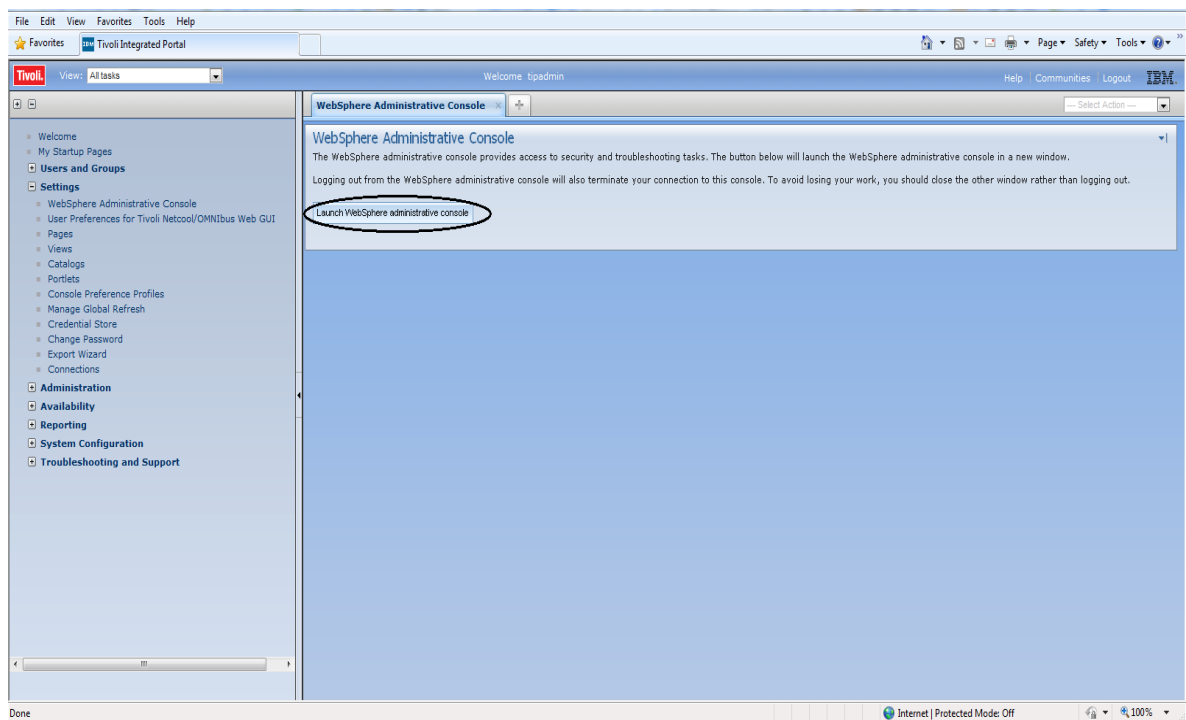 File Edit View Favorites Tools Help
Favorites IBM Tivoli Integrated Portal
Page Safety Tools »
Tivoli. View: All tasks Welcome tipadmin Help Communities Logout IBM.
WebSphere Administrative Console × --- Select Action ---
Welcome
My Startup Pages
Users and Groups
Settings
WebSphere Administrative Console
User Preferences for Tivoli Netcool/OMNIbus Web GUI
Pages
Views
Catalogs
Portlets
Console Preference Profiles
Manage Global Refresh
Credential Store
Change Password
Export Wizard
Connections
Administration
Availability
Reporting
System Configuration
Troubleshooting and Support
WebSphere Administrative Console
The WebSphere administrative console provides access to security and troubleshooting tasks. The button below will launch the WebSphere administrative console in a new window.
Logging out from the WebSphere administrative console will also terminate your connection to this console. To avoid losing your work, you should close the other window rather than logging out.
Launch WebSphere administrative console
Done Internet | Protected Mode: Off 100%